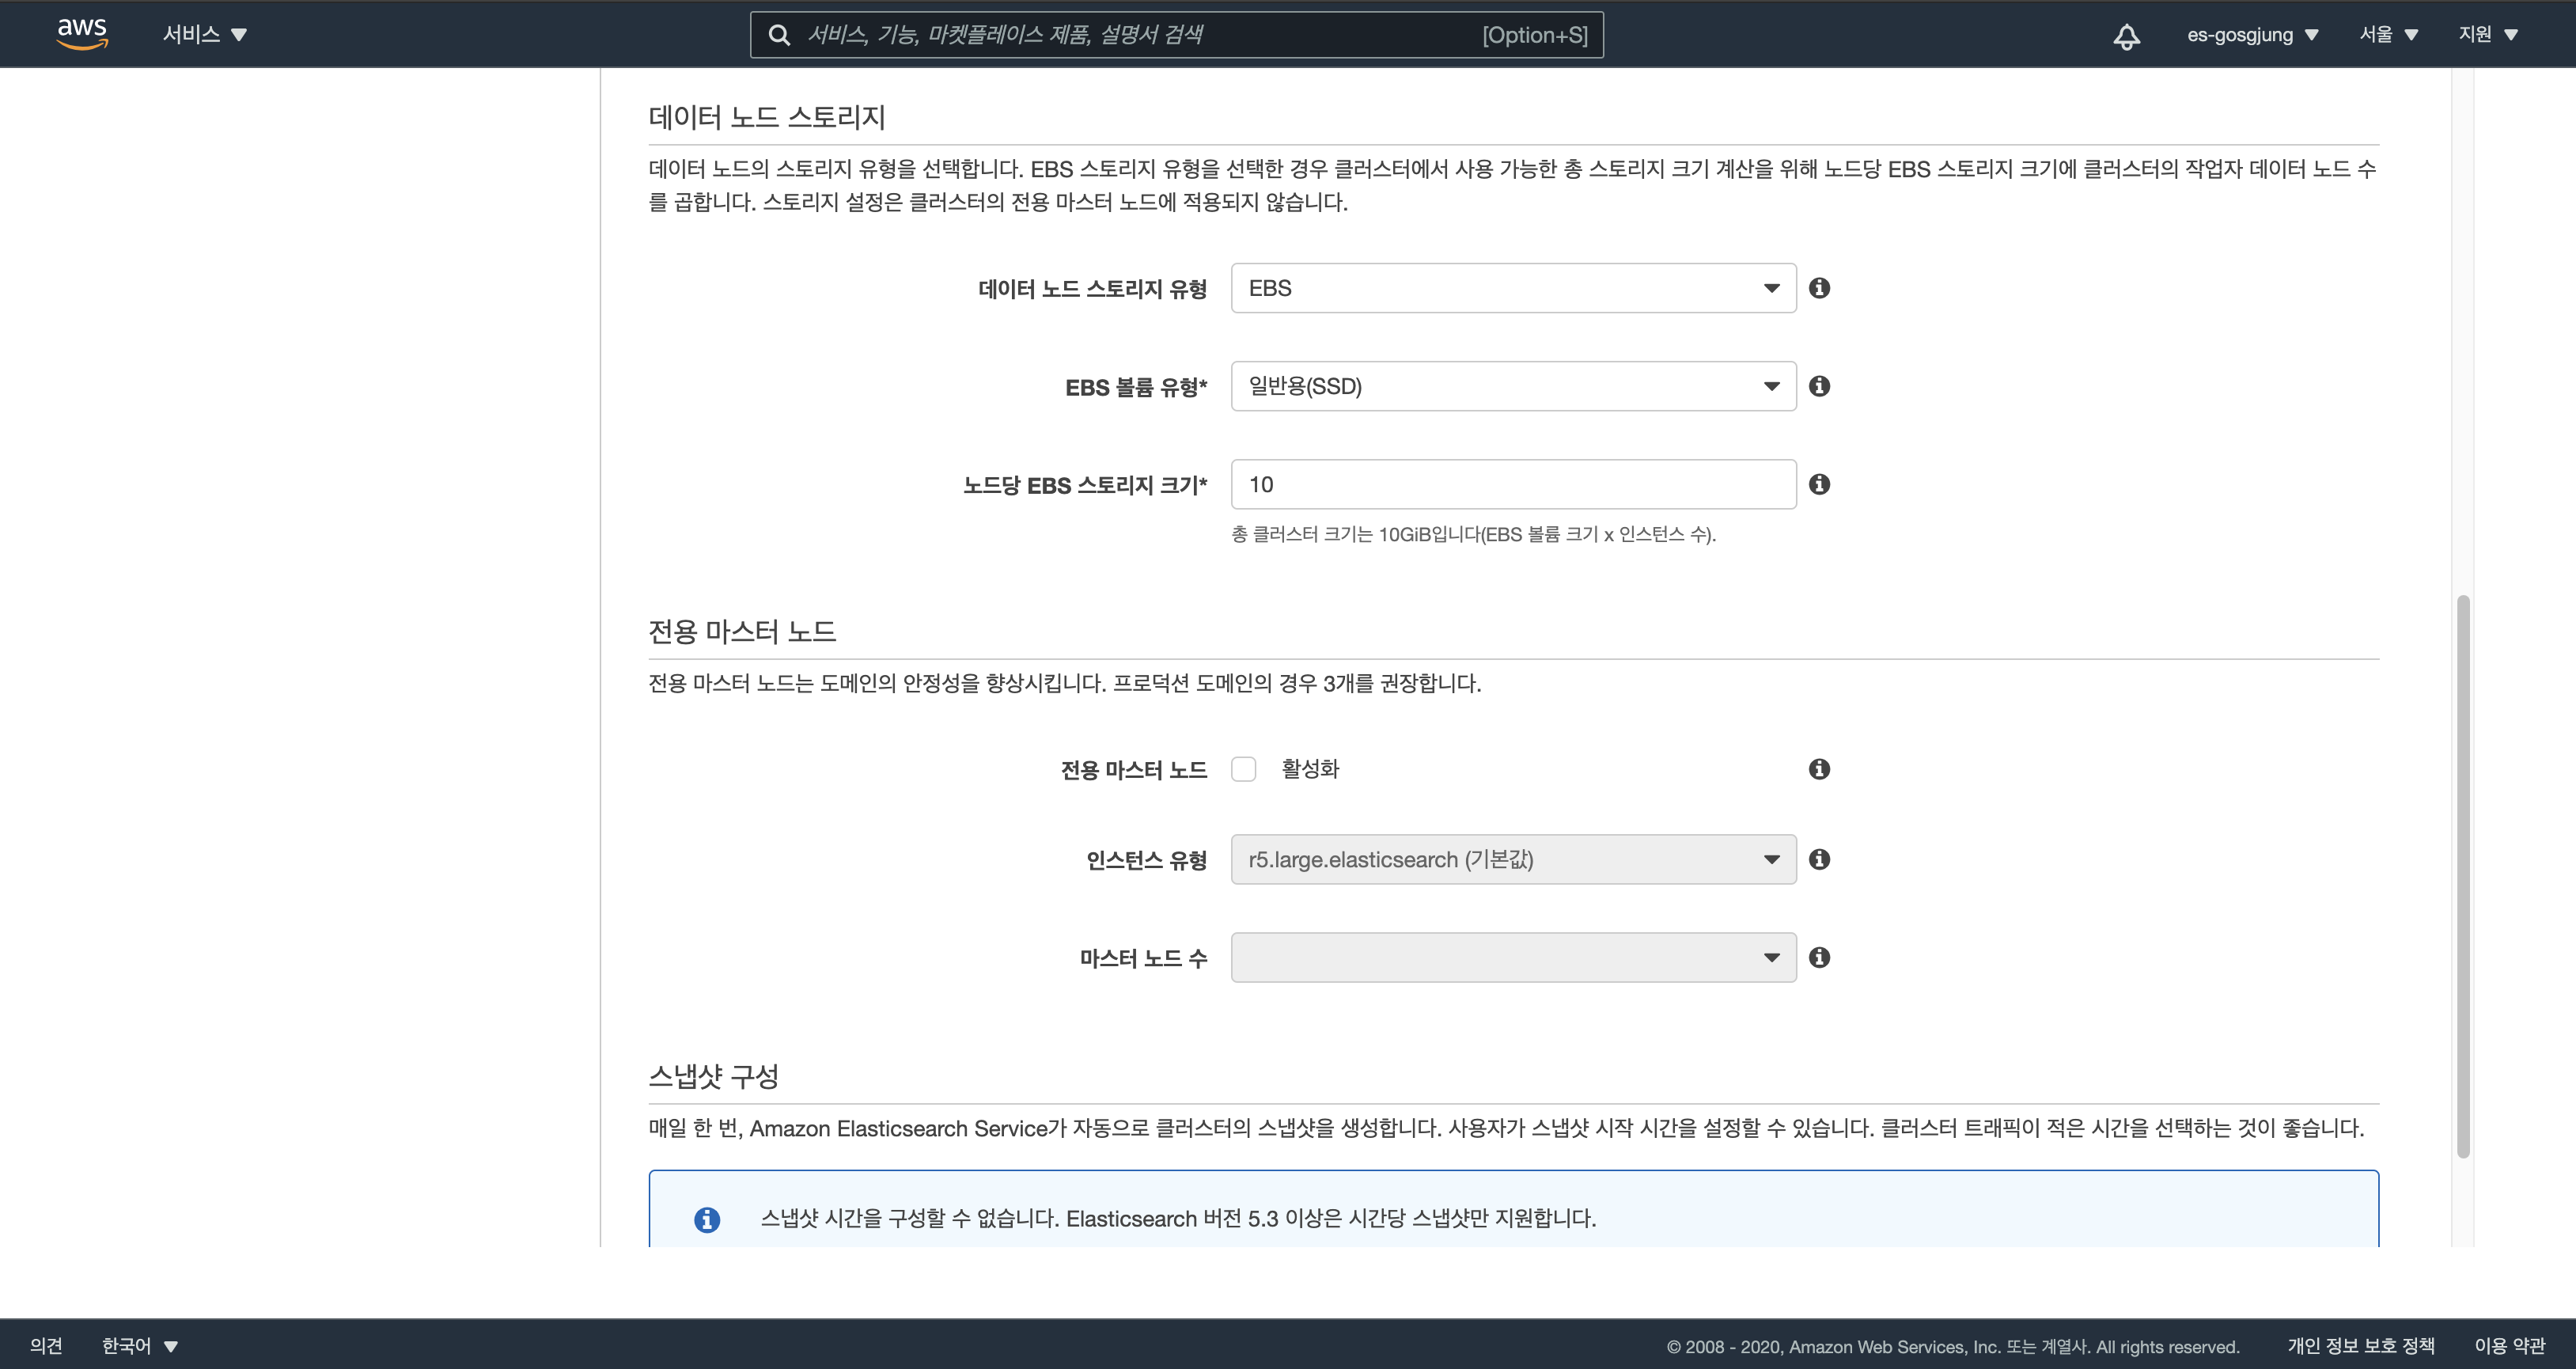 aws
서비스
서비스, 기능, 마켓플레이스 제품, 설명서 검색
[Option+S]
es-gosgjung
서울
지원
데이터 노드 스토리지
데이터 노드의 스토리지 유형을 선택합니다. EBS 스토리지 유형을 선택한 경우 클러스터에서 사용 가능한 총 스토리지 크기 계산을 위해 노드당 EBS 스토리지 크기에 클러스터의 작업자 데이터 노드 수
를 곱합니다. 스토리지 설정은 클러스터의 전용 마스터 노드에 적용되지 않습니다.
데이터 노드 스토리지 유형
EBS
EBS 볼륨 유형*
일반용(SSD)
노드당 EBS 스토리지 크기*
10
총 클러스터 크기는 10GiB입니다(EBS 볼륨 크기 x 인스턴스 수).
전용 마스터 노드
전용 마스터 노드는 도메인의 안정성을 향상시킵니다. 프로덕션 도메인의 경우 3개를 권장합니다.
전용 마스터 노드
활성화
인스턴스 유형
r5.large.elasticsearch (기본값)
마스터 노드 수
스냅샷 구성
매일 한 번, Amazon Elasticsearch Service가 자동으로 클러스터의 스냅샷을 생성합니다. 사용자가 스냅샷 시작 시간을 설정할 수 있습니다. 클러스터 트래픽이 적은 시간을 선택하는 것이 좋습니다.
스냅샷 시간을 구성할 수 없습니다. Elasticsearch 버전 5.3 이상은 시간당 스냅샷만 지원합니다.
의견
한국어
© 2008 - 2020, Amazon Web Services, Inc. 또는 계열사. All rights reserved.
개인 정보 보호 정책
이용 약관